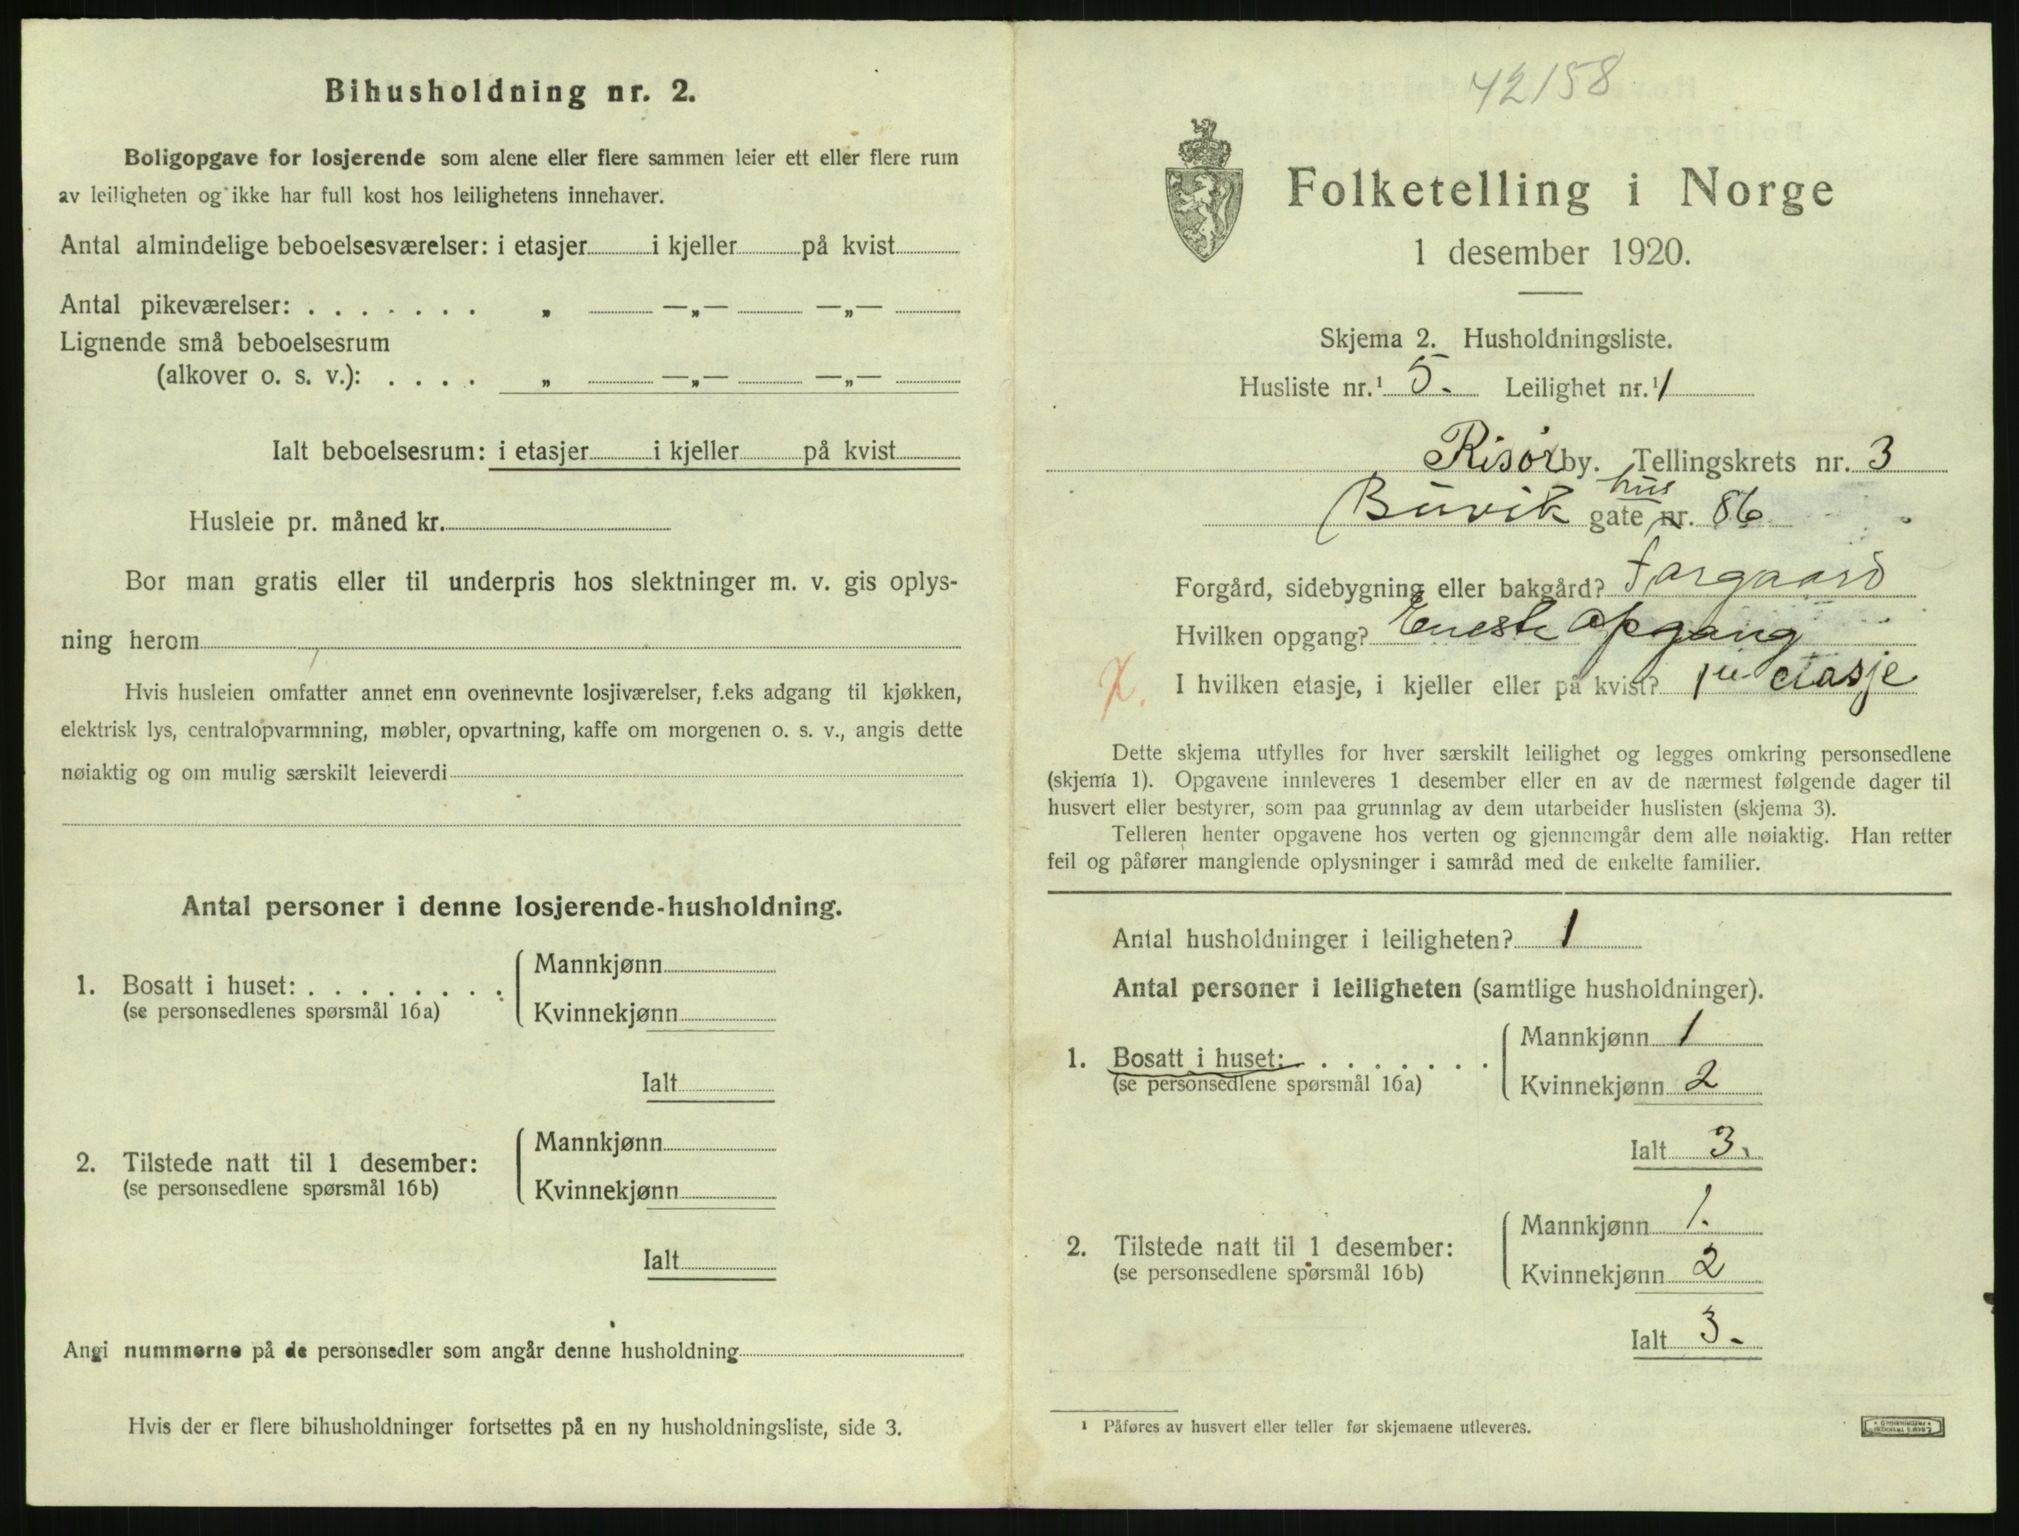 Bihusholdning nr. 2.
Boligopgave for losjerende som alene eller flere sammen leier ett eller flere rum
av leiligheten og ikke har full kost hos leilighetens innehaver.
Antal almindelige beboelsesværelser: i etasjer i kjeller på kvist
Antal pikeværelser: . . . . . . . „ —„— —„—
Lignende små beboelsesrum
(alkover o. s. v.): . . . . „ —„— —„—
Ialt beboelsesrum: i etasjer i kjeller på kvist
Husleie pr. måned kr.
Bor man gratis eller til underpris hos slektninger m. v. gis oplys-
ning herom
Hvis husleien omfatter annet enn ovennevnte losjiværelser, f.eks adgang til kjøkken,
elektrisk lys, centralopvarmning, møbler, opvartning, kaffe om morgenen o. s. v., angis dette
nøiaktig og om mulig særskilt leieverdi
Antal personer i denne losjerende-husholdning.
1. Bosatt i huset: . . . . . . . .
(se personsedlenes spørsmål 16a)
Mannkjønn
Kvinnekjønn
Ialt
2. Tilstede natt til 1 desember:
(se personsedlene spørsmål 16b)
Mannkjønn
Kvinnekjønn
Ialt
Angi nummerne på de personsedler som angår denne husholdning
Hvis der er flere bihusholdninger fortsettes på en ny husholdningsliste, side 3.
42158
Folketelling i Norge
1 desember 1920.
Skjema 2. Husholdningsliste.
Husliste nr.¹ 5. Leilighet nr.¹ 1
Risør by. Tellingskrets nr. 3
hus
Buvik gate nr. 86
Forgård, sidebygning eller bakgård? Forgaard
Hvilken opgang? Eneste opgang
X. I hvilken etasje, i kjeller eller på kvist? 1ste etasje
Dette skjema utfylles for hver særskilt leilighet og legges omkring personsedlene
(skjema 1). Opgavene innleveres 1 desember eller en av de nærmest følgende dager til
husvert eller bestyrer, som paa grunnlag av dem utarbeider huslisten (skjema 3).
Telleren henter opgavene hos verten og gjennemgår dem alle nøiaktig. Han retter
feil og påfører manglende oplysninger i samråd med de enkelte familier.
Antal husholdninger i leiligheten? 1
Antal personer i leiligheten (samtlige husholdninger).
1. Bosatt i huset: . . . . . . .
(se personsedlene spørsmål 16a)
Mannkjønn 1
Kvinnekjønn 2
Ialt 3.
2. Tilstede natt til 1 desember:
(se personsedlene spørsmål 16b)
Mannkjønn 1.
Kvinnekjønn 2
Ialt 3.
¹ Påføres av husvert eller teller før skjemaene utleveres.